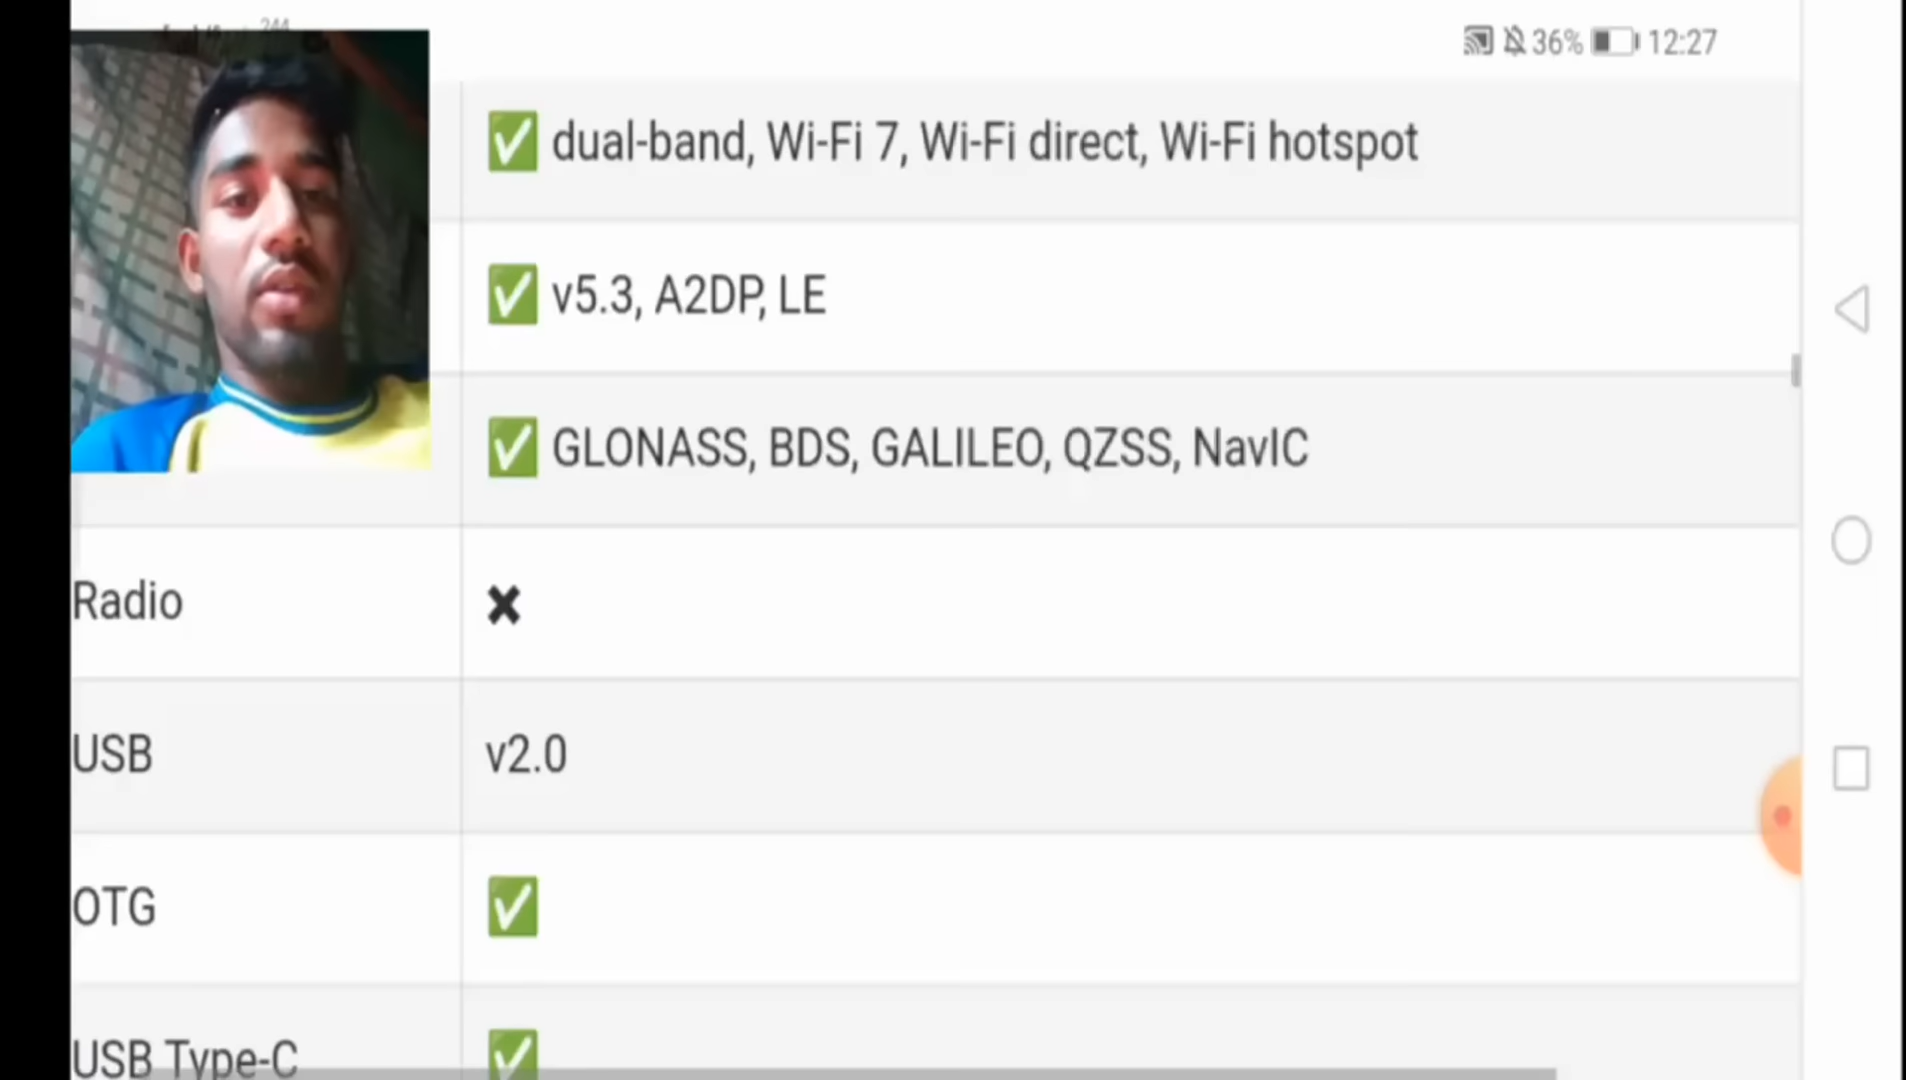 36% 12:27
✅ dual-band, Wi-Fi 7, Wi-Fi direct, Wi-Fi hotspot
✅ v5.3, A2DP, LE
✅ GLONASS, BDS, GALILEO, QZSS, NavIC
Radio ✖
USB v2.0
OTG ✅
USB Type-C ✅